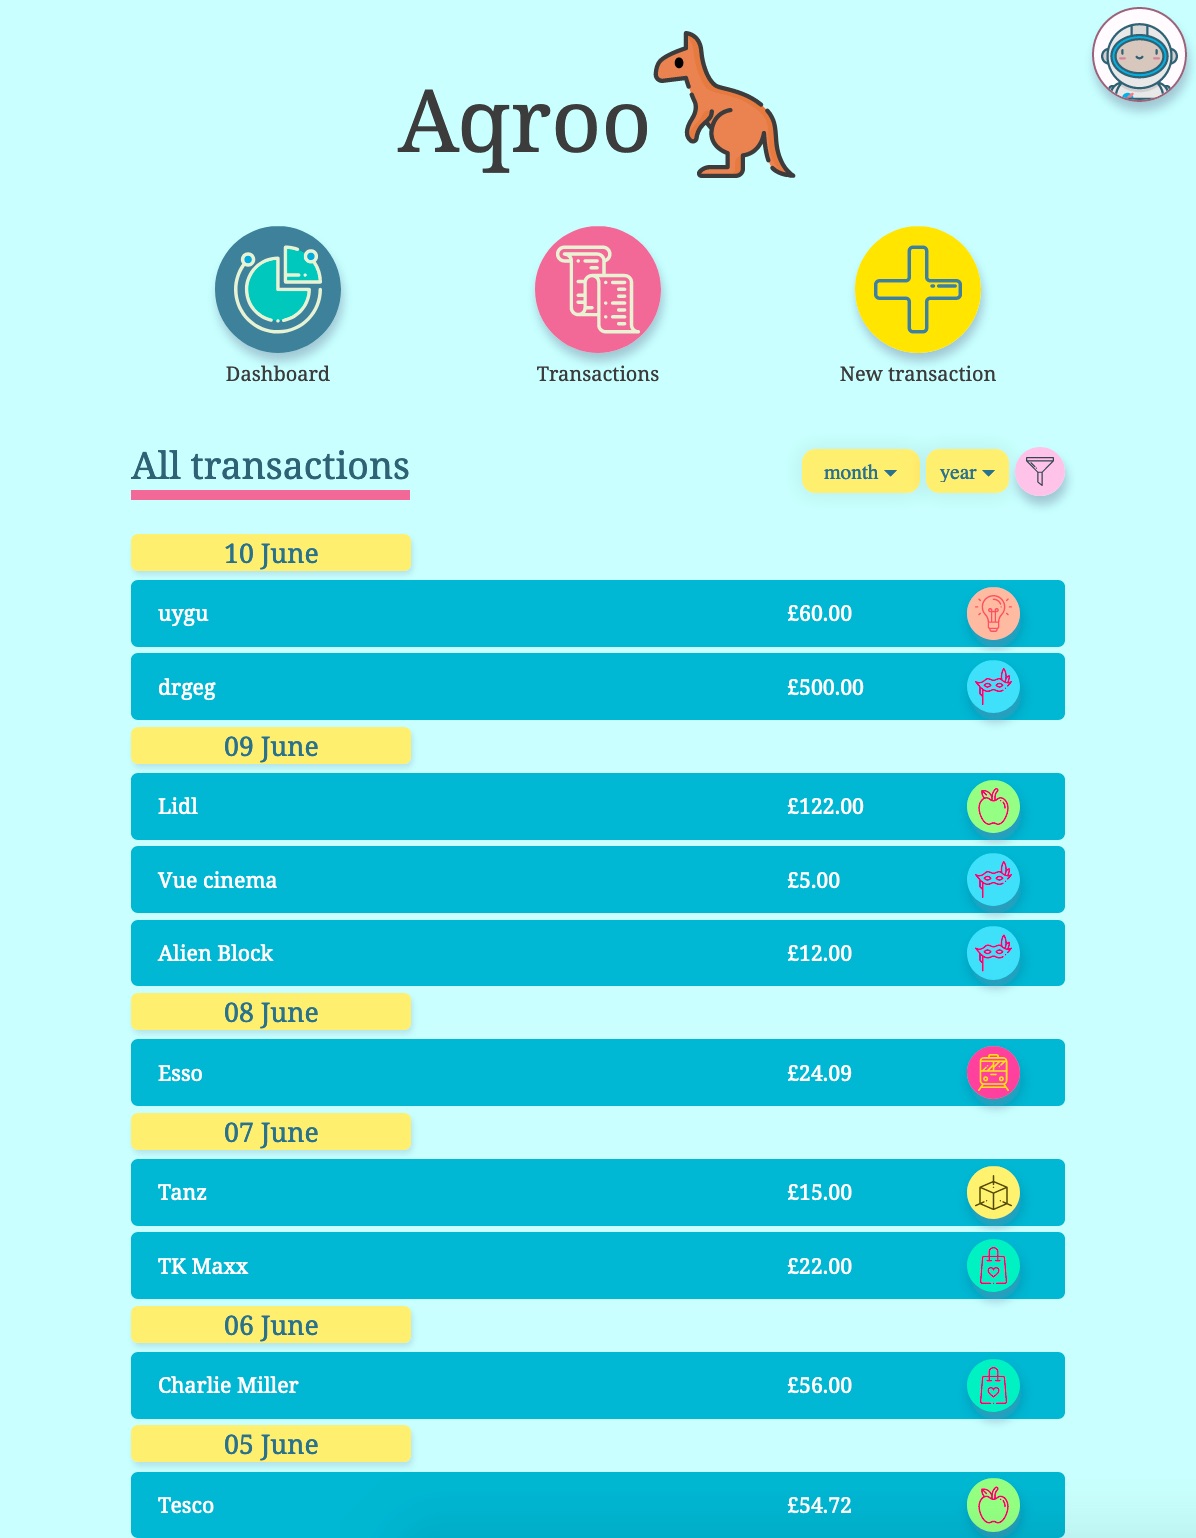 Aqroo
Dashboard
Transactions
New transaction
All transactions
month
year
10 June
uygu £60.00
drgeg £500.00
09 June
Lidl £122.00
Vue cinema £5.00
Alien Block £12.00
08 June
Esso £24.09
07 June
Tanz £15.00
TK Maxx £22.00
06 June
Charlie Miller £56.00
05 June
Tesco £54.72